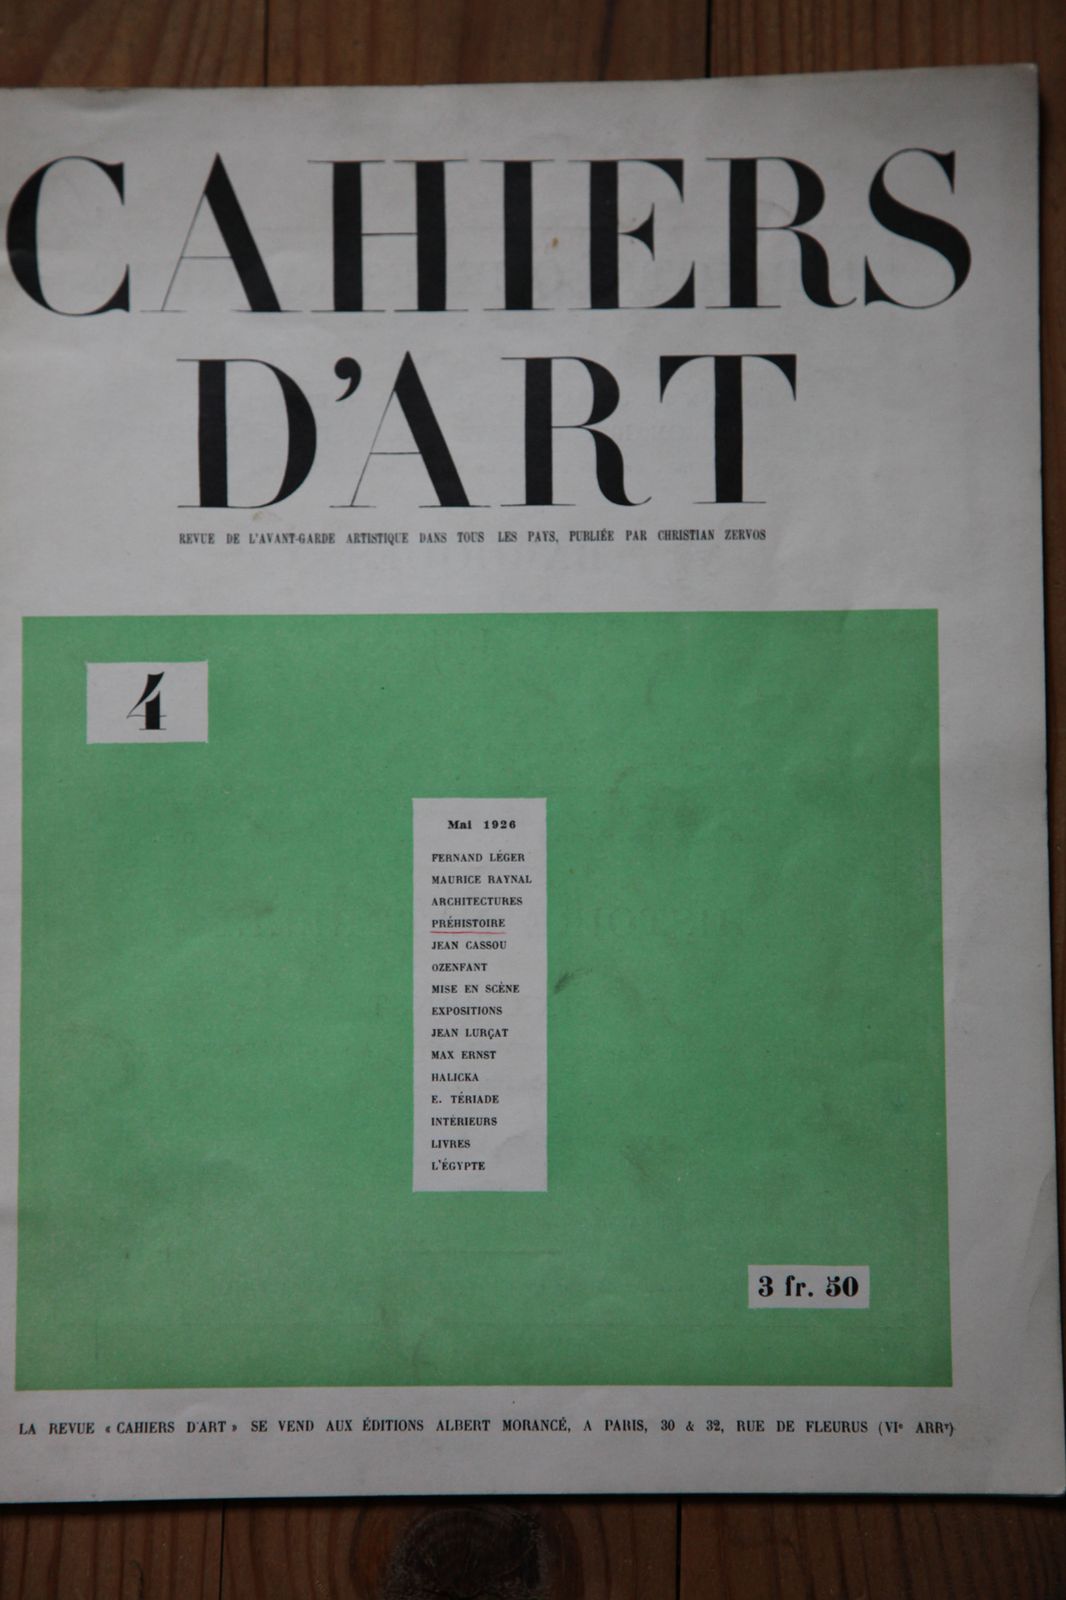 CAHIERS
D'ART
REVUE DE L'AVANT-GARDE ARTISTIQUE DANS TOUS LES PAYS, PUBLIÉE PAR CHRISTIAN ZERVOS
4
Mai 1926
FERNAND LÉGER
MAURICE RAYNAL
ARCHITECTURES
PRÉHISTOIRE
JEAN CASSOU
OZENFANT
MISE EN SCÈNE
EXPOSITIONS
JEAN LURÇAT
MAX ERNST
HALICKA
E. TÉRIADE
INTÉRIEURS
LIVRES
L'ÉGYPTE
3 fr. 50
LA REVUE « CAHIERS D'ART » SE VEND AUX ÉDITIONS ALBERT MORANCÉ, A PARIS, 30 & 32, RUE DE FLEURUS (VIe ARRt)